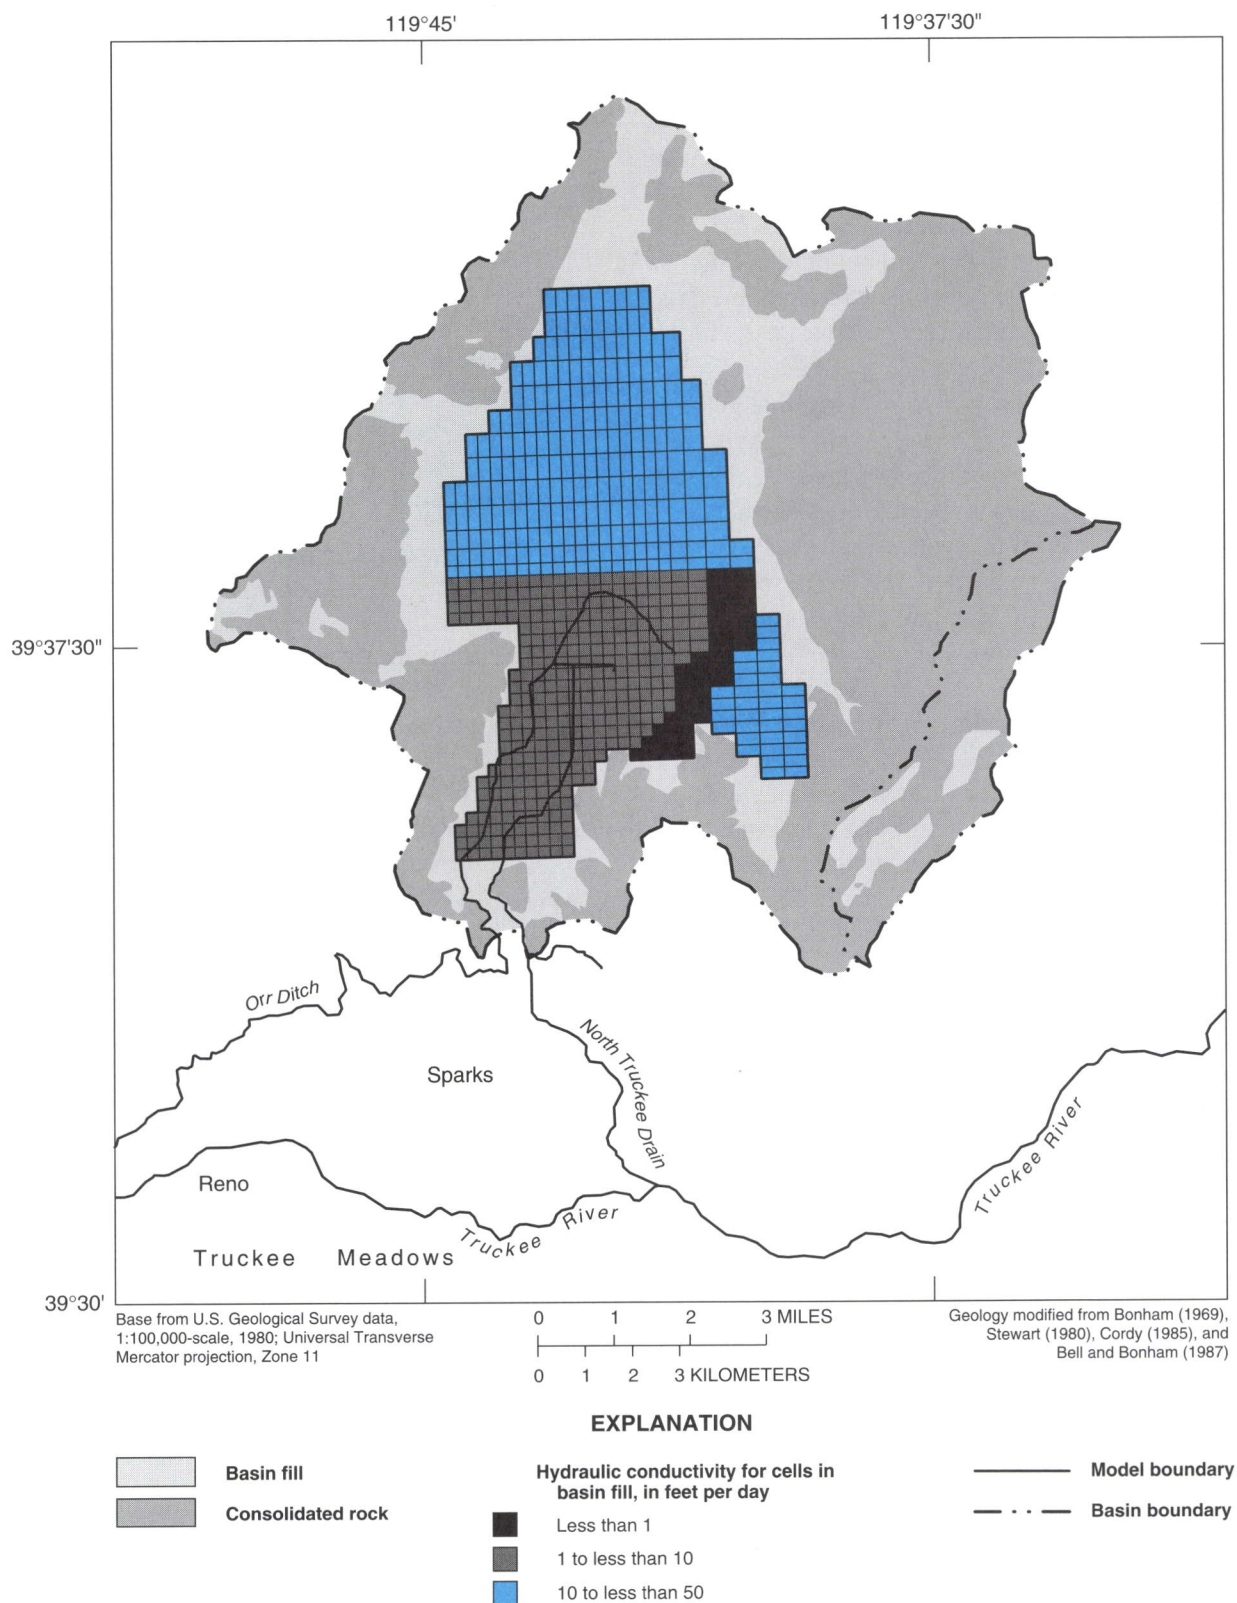 119°45'
119°37'30"
39°37'30"
Orr Ditch
North Truckee Drain
Sparks
Truckee River
Reno
Truckee River
Truckee Meadows
39°30'
Base from U.S. Geological Survey data,
1:100,000-scale, 1980; Universal Transverse
Mercator projection, Zone 11
0 1 2 3 MILES
0 1 2 3 KILOMETERS
Geology modified from Bonham (1969),
Stewart (1980), Cordy (1985), and
Bell and Bonham (1987)
EXPLANATION
Basin fill
Consolidated rock
Hydraulic conductivity for cells in
basin fill, in feet per day
Less than 1
1 to less than 10
10 to less than 50
Model boundary
Basin boundary